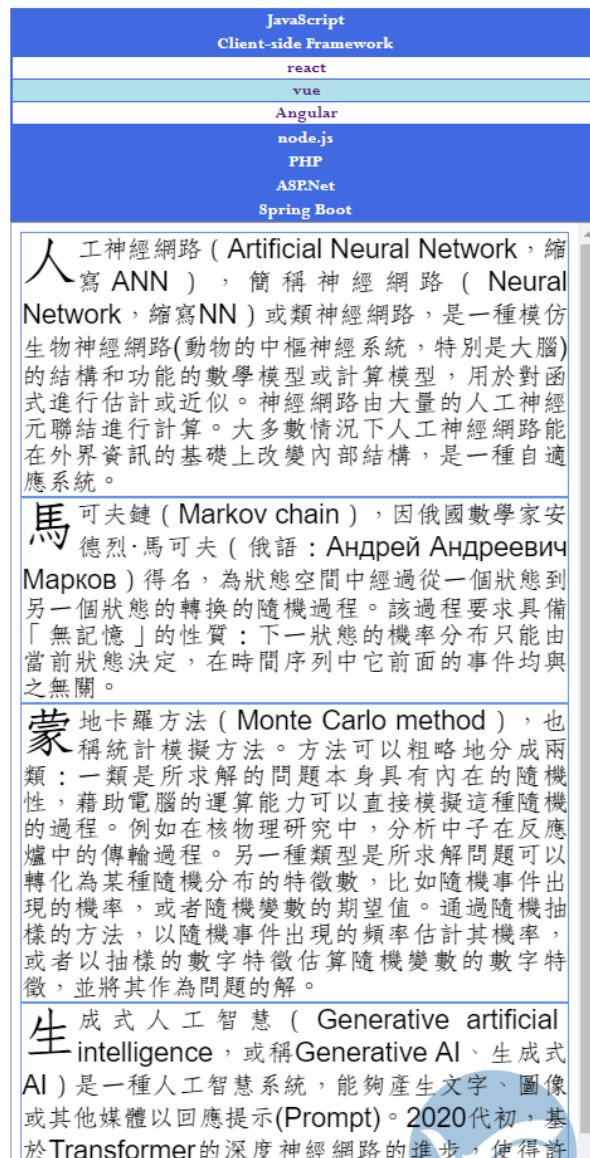 JavaScript
Client-side Framework
react
vue
Angular
node.js
PHP
ASP.Net
Spring Boot
人工神經網路（Artificial Neural Network，縮
寫 ANN ），簡稱神經網路（ Neural
Network，縮寫NN）或類神經網路，是一種模仿
生物神經網路(動物的中樞神經系統，特別是大腦)
的結構和功能的數學模型或計算模型，用於對函
式進行估計或近似。神經網路由大量的人工神經
元聯結進行計算。大多數情況下人工神經網路能
在外界資訊的基礎上改變內部結構，是一種自適
應系統。
馬可夫鏈（Markov chain），因俄國數學家安
德烈·馬可夫（俄語：Андрей Андреевич
Марков）得名，為狀態空間中經過從一個狀態到
另一個狀態的轉換的隨機過程。該過程要求具備
「無記憶」的性質：下一狀態的機率分布只能由
當前狀態決定，在時間序列中它前面的事件均與
之無關。
蒙地卡羅方法（Monte Carlo method），也
稱統計模擬方法。方法可以粗略地分成兩
類：一類是所求解的問題本身具有內在的隨機
性，藉助電腦的運算能力可以直接模擬這種隨機
的過程。例如在核物理研究中，分析中子在反應
爐中的傳輸過程。另一種類型是所求解問題可以
轉化為某種隨機分布的特徵數，比如隨機事件出
現的機率，或者隨機變數的期望值。通過隨機抽
樣的方法，以隨機事件出現的頻率估計其機率，
或者以抽樣的數字特徵估算隨機變數的數字特
徵，並將其作為問題的解。
生成式人工智慧（ Generative artificial
intelligence，或稱Generative AI、生成式
AI）是一種人工智慧系統，能夠產生文字、圖像
或其他媒體以回應提示(Prompt)。2020代初，基
於Transformer的深度神經網路的進步，使得許